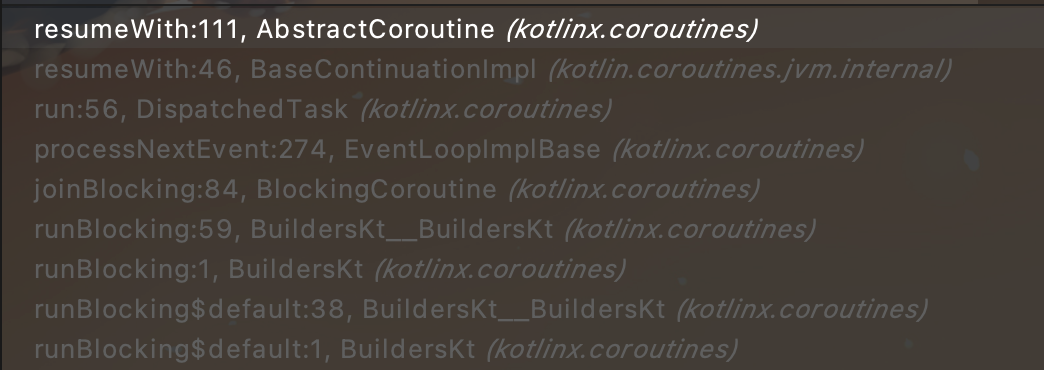 resumeWith:111, AbstractCoroutine (kotlinx.coroutines)
resumeWith:46, BaseContinuationImpl (kotlin.coroutines.jvm.internal)
run:56, DispatchedTask (kotlinx.coroutines)
processNextEvent:274, EventLoopImplBase (kotlinx.coroutines)
joinBlocking:84, BlockingCoroutine (kotlinx.coroutines)
runBlocking:59, BuildersKt__BuildersKt (kotlinx.coroutines)
runBlocking:1, BuildersKt (kotlinx.coroutines)
runBlocking$default:38, BuildersKt__BuildersKt (kotlinx.coroutines)
runBlocking$default:1, BuildersKt (kotlinx.coroutines)